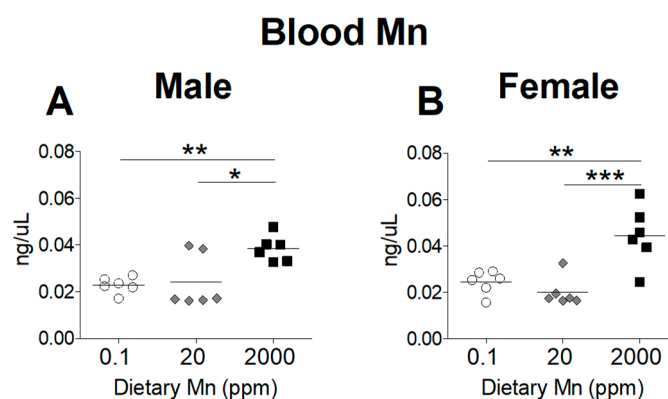 Blood Mn
A Male
B Female
0.08
0.06
0.04
0.02
0.00
ng/uL
**
*
0.1 20 2000
Dietary Mn (ppm)
0.08
0.06
0.04
0.02
0.00
ng/uL
**
***
0.1 20 2000
Dietary Mn (ppm)